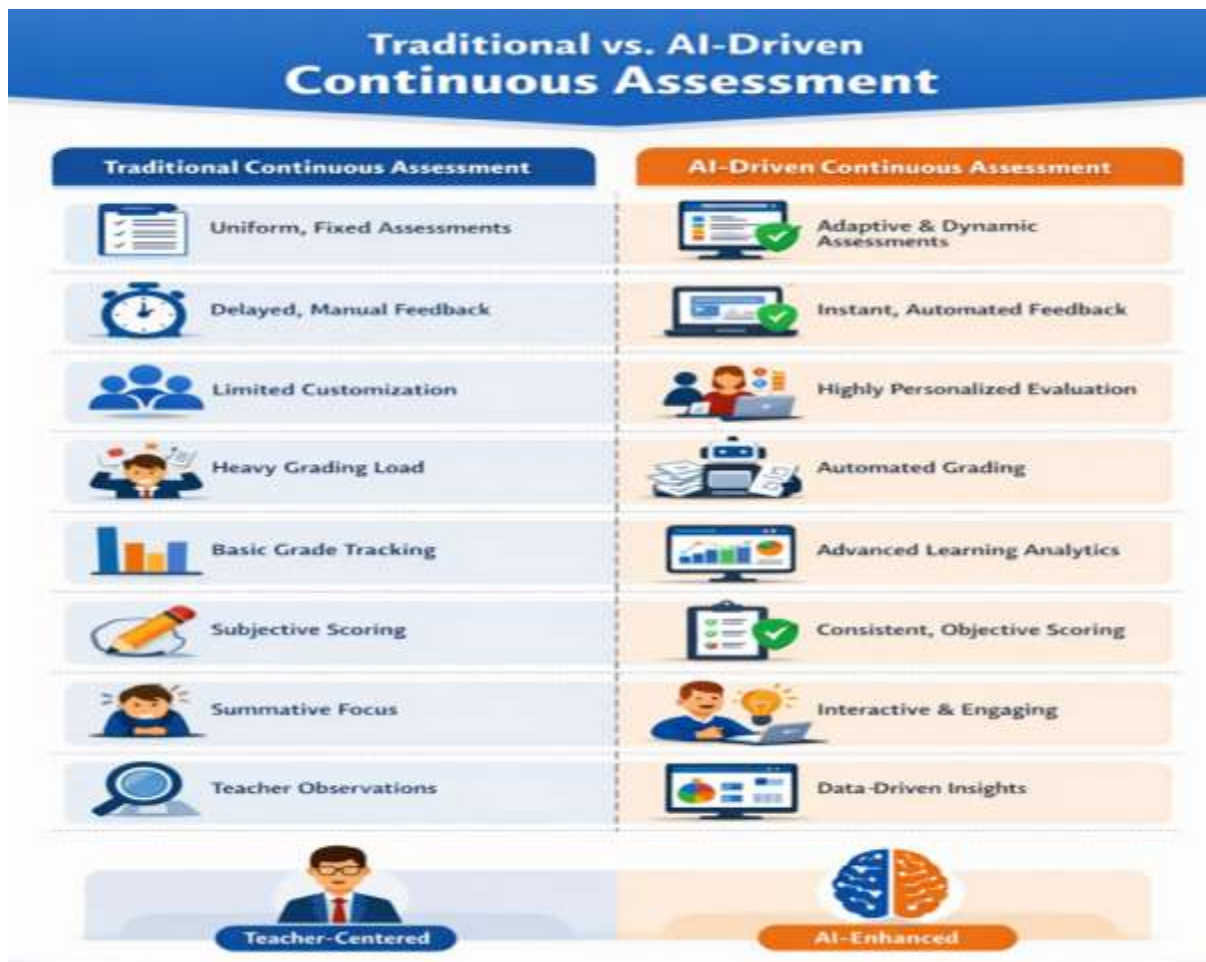 Traditional vs. AI-Driven
Continuous Assessment
Traditional Continuous Assessment
AI-Driven Continuous Assessment
Uniform, Fixed Assessments
Adaptive & Dynamic
Assessments
Delayed, Manual Feedback
Instant, Automated Feedback
Limited Customization
Highly Personalized Evaluation
Heavy Grading Load
Automated Grading
Basic Grade Tracking
Advanced Learning Analytics
Subjective Scoring
Consistent, Objective Scoring
Summative Focus
Interactive & Engaging
Teacher Observations
Data-Driven Insights
Teacher-Centered
AI-Enhanced